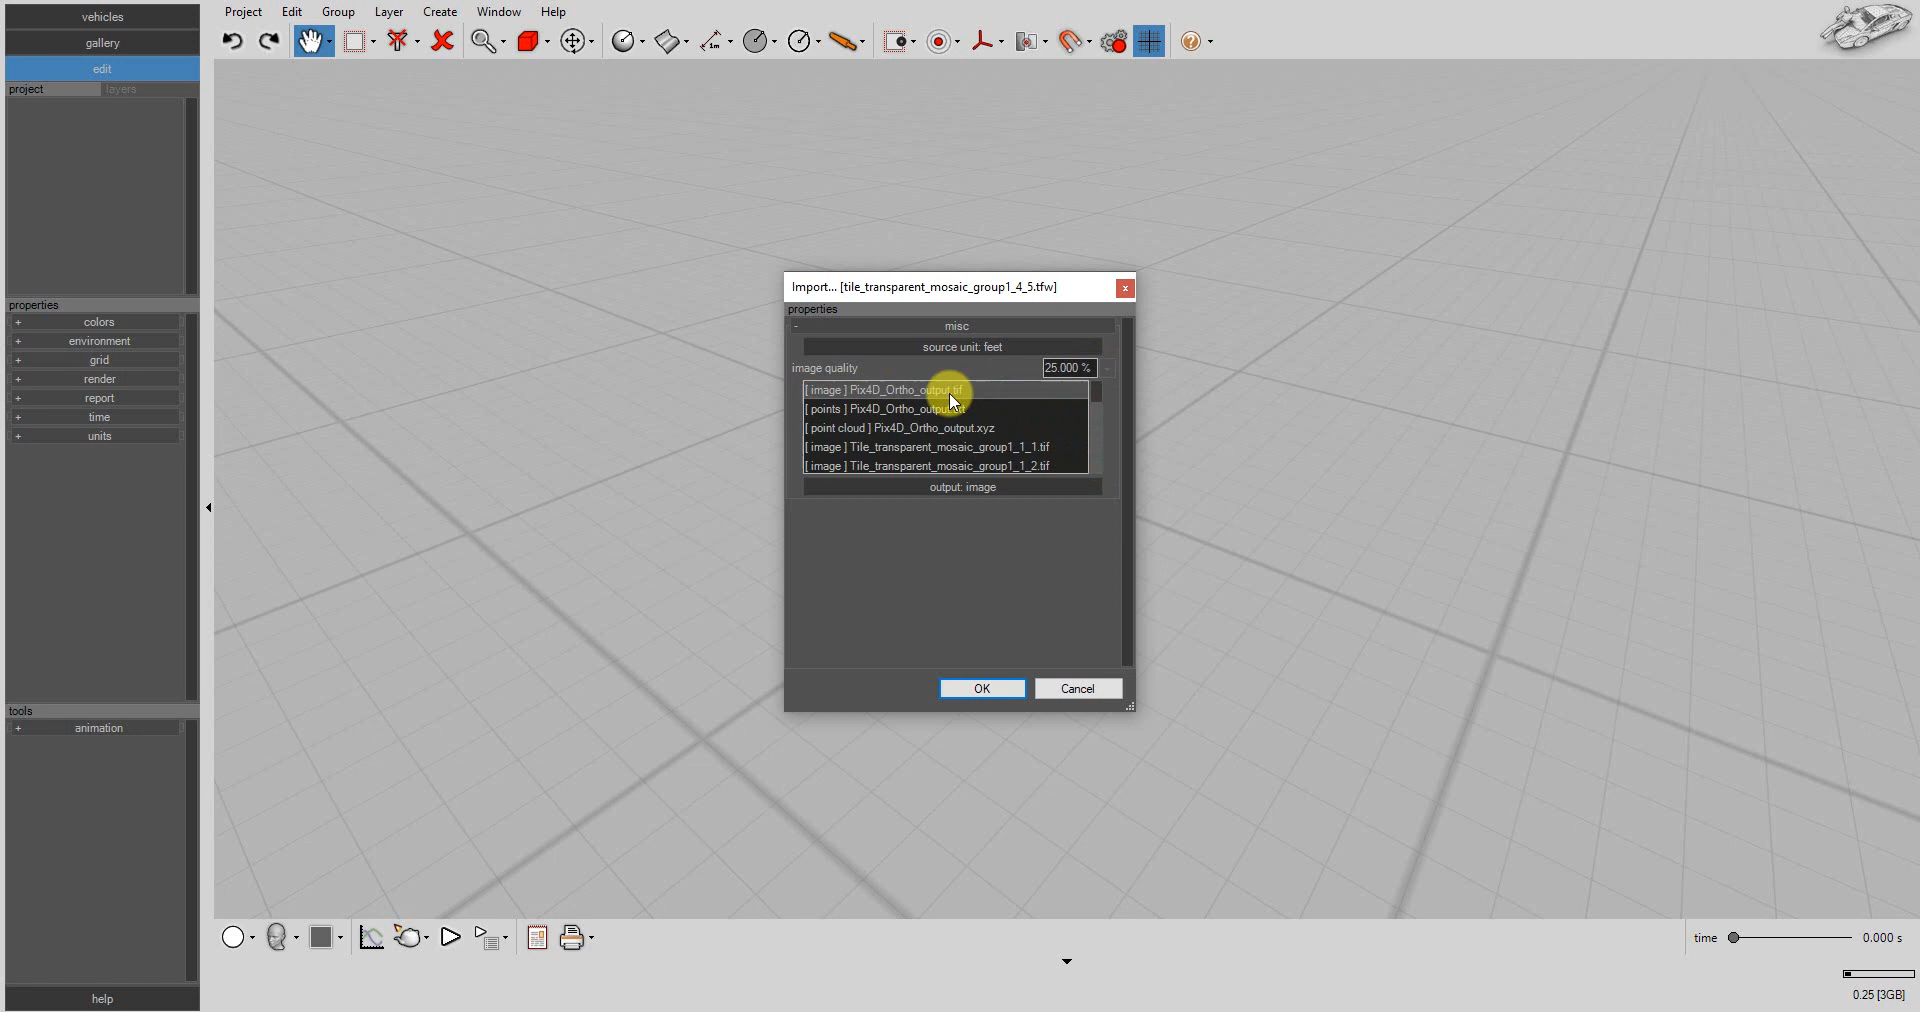 vehicles
gallery
edit
project layers
properties
+ colors
+ environment
+ grid
+ render
+ report
+ time
+ units
tools
+ animation
help
Project Edit Group Layer Create Window Help
1m
Import... [tile_transparent_mosaic_group1_4_5.tfw] x
properties
- misc
source unit: feet
image quality 25.000 %
[ image ] Pix4D_Ortho_output.tif
[ points ] Pix4D_Ortho_output
[ point cloud ] Pix4D_Ortho_output.xyz
[ image ] Tile_transparent_mosaic_group1_1_1.tif
[ image ] Tile_transparent_mosaic_group1_1_2.tif
output: image
OK Cancel
time 0.000 s
0.25 [3GB]